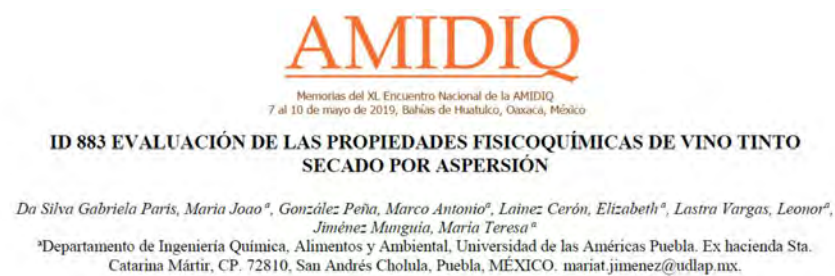 AMIDIQ
Memorias del XL Encuentro Nacional de la AMIDIQ
7 al 10 de mayo de 2019, Bahías de Huatulco, Oaxaca, México
ID 883 EVALUACIÓN DE LAS PROPIEDADES FISICOQUÍMICAS DE VINO TINTO
SECADO POR ASPERSIÓN
Da Silva Gabriela Paris, Maria Joao ª, González Peña, Marco Antonioª, Lainez Cerón, Elizabeth ª, Lastra Vargas, Leonorª,
Jiménez Munguía, María Teresa ª
ªDepartamento de Ingeniería Química, Alimentos y Ambiental, Universidad de las Américas Puebla. Ex hacienda Sta.
Catarina Mártir, CP. 72810, San Andrés Cholula, Puebla, MÉXICO. mariat.jimenez@udlap.mx.